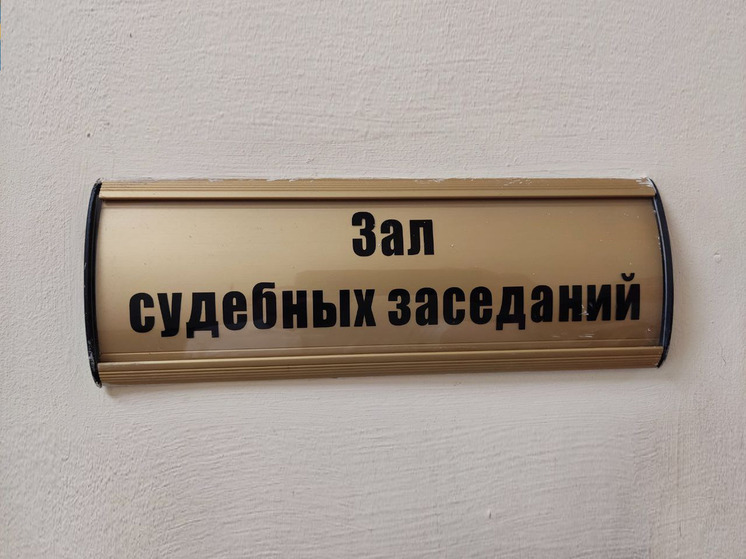 Зал
судебных заседаний